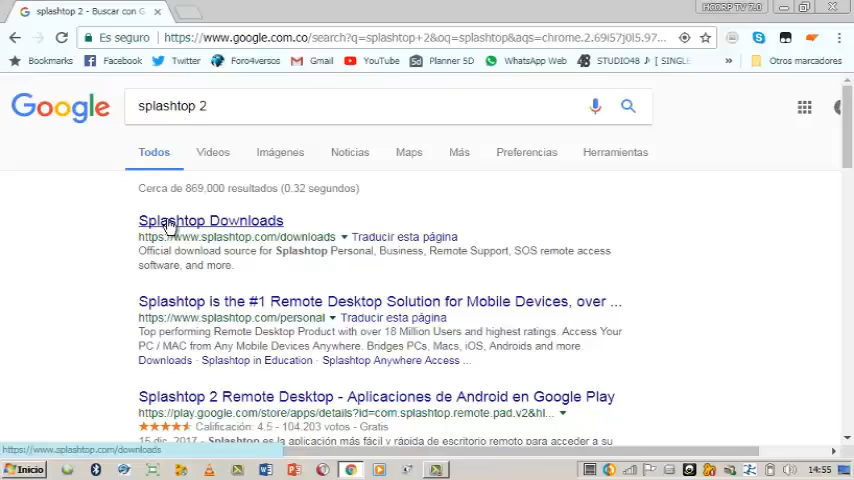 splashtop 2 - Buscar con G
HCORP TV 7.0
Es seguro
https://www.google.com.co/search?q=splashtop+2&oq=splashtop&aqs=chrome.2.69i57j0l5.97...
Bookmarks
Facebook
Twitter
Foro4versos
Gmail
YouTube
Planner 5D
WhatsApp Web
STUDIO48 ♪ [ SINGLE
»
Otros marcadores
Google
splashtop 2
Todos
Videos
Imágenes
Noticias
Maps
Más
Preferencias
Herramientas
Cerca de 869,000 resultados (0.32 segundos)
Splashtop Downloads
https://www.splashtop.com/downloads ▼ Traducir esta página
Official download source for Splashtop Personal, Business, Remote Support, SOS remote access
software, and more.
Splashtop is the #1 Remote Desktop Solution for Mobile Devices, over ...
https://www.splashtop.com/personal ▼ Traducir esta página
Top performing Remote Desktop Product with over 18 Million Users and highest ratings. Access Your
PC / MAC from Any Mobile Devices Anywhere. Bridges PCs, Macs, iOS, Androids and more.
Downloads · Splashtop in Education · Splashtop Anywhere Access ...
Splashtop 2 Remote Desktop - Aplicaciones de Android en Google Play
https://play.google.com/store/apps/details?id=com.splashtop.remote.pad.v2&hl... ▼
Calificación: 4.5 - 104.203 votos - Gratis
15 dic. 2017 - Splashtop es la aplicación más fácil y rápida de escritorio remoto para acceder a su
https://www.splashtop.com/downloads
Inicio
14:55